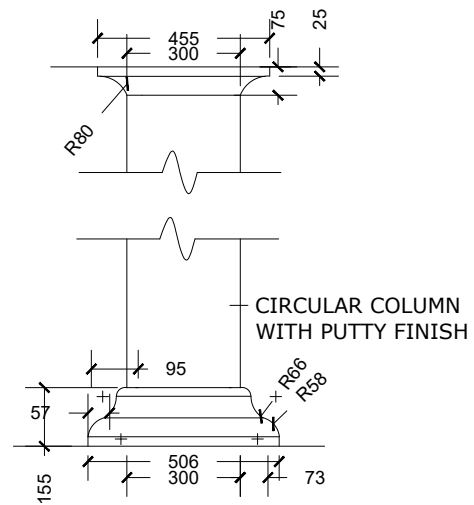 455
300
75
25
R80
CIRCULAR COLUMN
WITH PUTTY FINISH
95
R66
R58
57
155
506
300
73